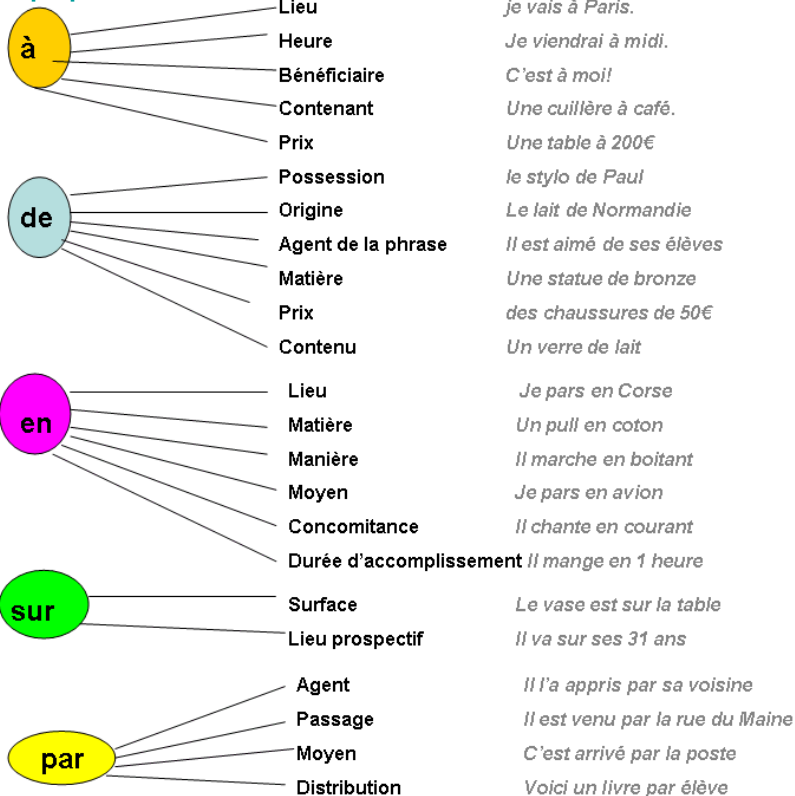 Lieu je vais à Paris.
à Heure Je viendrai à midi.
Bénéficiaire C'est à moi!
Contenant Une cuillère à café.
Prix Une table à 200€
Possession le stylo de Paul
de Origine Le lait de Normandie
Agent de la phrase Il est aimé de ses élèves
Matière Une statue de bronze
Prix des chaussures de 50€
Contenu Un verre de lait
Lieu Je pars en Corse
en Matière Un pull en coton
Manière Il marche en boitant
Moyen Je pars en avion
Concomitance Il chante en courant
Durée d'accomplissement Il mange en 1 heure
sur Surface Le vase est sur la table
Lieu prospectif Il va sur ses 31 ans
Agent Il l'a appris par sa voisine
Passage Il est venu par la rue du Maine
par Moyen C'est arrivé par la poste
Distribution Voici un livre par élève